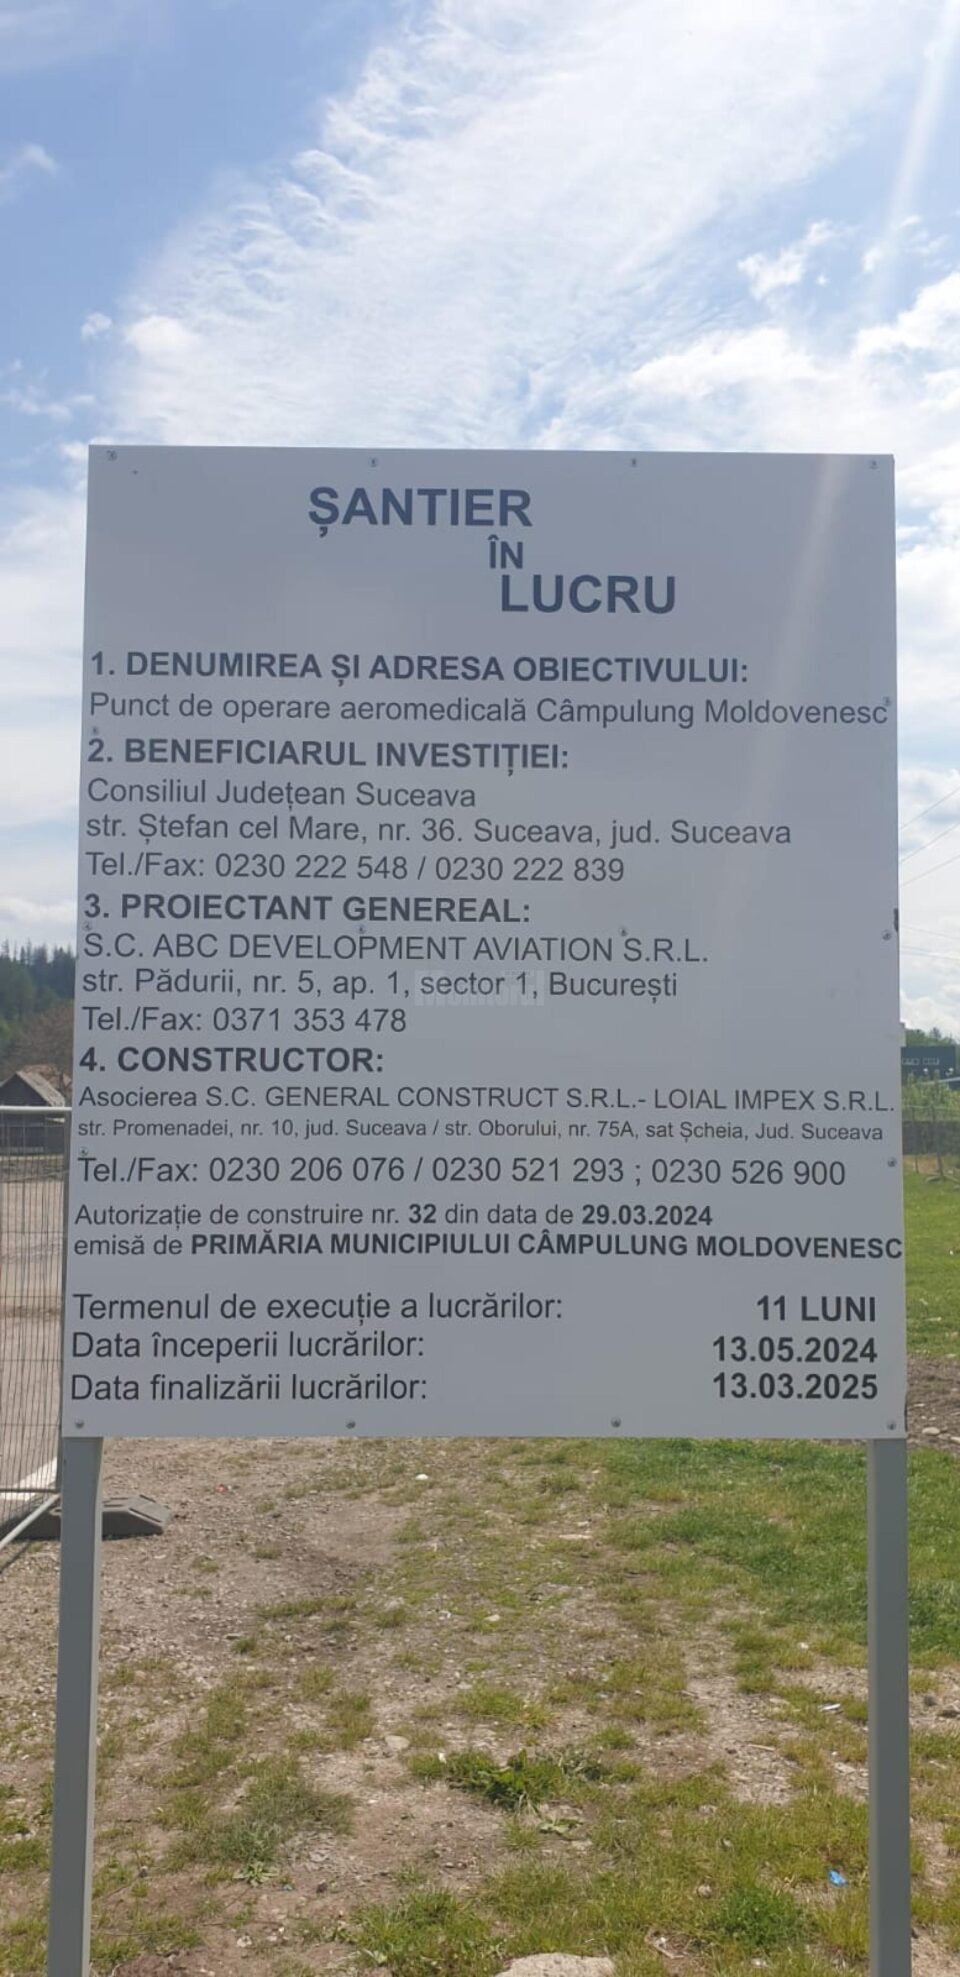 ȘANTIER
ÎN
LUCRU
1. DENUMIREA ȘI ADRESA OBIECTIVULUI:
Punct de operare aeromedicală Câmpulung Moldovenesc
2. BENEFICIARUL INVESTIȚIEI:
Consiliul Județean Suceava
str. Ștefan cel Mare, nr. 36. Suceava, jud. Suceava
Tel./Fax: 0230 222 548 / 0230 222 839
3. PROIECTANT GENEREAL:
S.C. ABC DEVELOPMENT AVIATION S.R.L.
str. Pădurii, nr. 5, ap. 1, sector 1, București
Tel./Fax: 0371 353 478
4. CONSTRUCTOR:
Asocierea S.C. GENERAL CONSTRUCT S.R.L.- LOIAL IMPEX S.R.L.
str. Promenadei, nr. 10, jud. Suceava / str. Oborului, nr. 75A, sat Șcheia, Jud. Suceava
Tel./Fax: 0230 206 076 / 0230 521 293 ; 0230 526 900
Autorizație de construire nr. 32 din data de 29.03.2024
emisă de PRIMĂRIA MUNICIPIULUI CÂMPULUNG MOLDOVENESC
Termenul de execuție a lucrărilor: 11 LUNI
Data începerii lucrărilor: 13.05.2024
Data finalizării lucrărilor: 13.03.2025